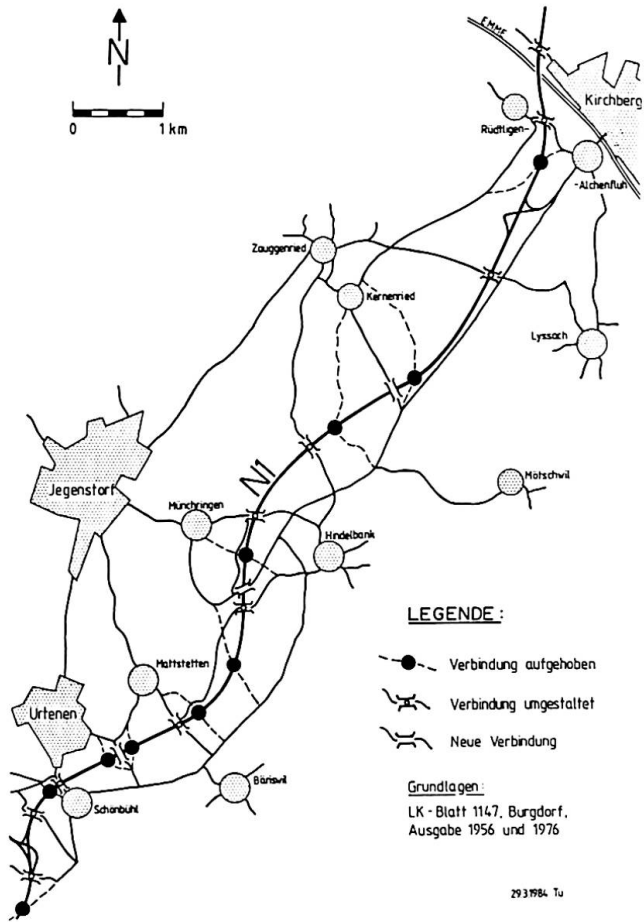 N
0 1 km
EMME
Kirchberg
Rüdtligen-
-Alchenflüh
Zauggenried
Kernenried
Lyssach
Jegenstorf
N1
Münchringen
Mötschwil
Hindelbank
LEGENDE:
Mattstetten
Verbindung aufgehoben
Urtenen
Verbindung umgestaltet
Neue Verbindung
Bäriswil
Schönbühl
Grundlagen:
LK-Blatt 1147, Burgdorf,
Ausgabe 1956 und 1976
29.3.1984 Tu